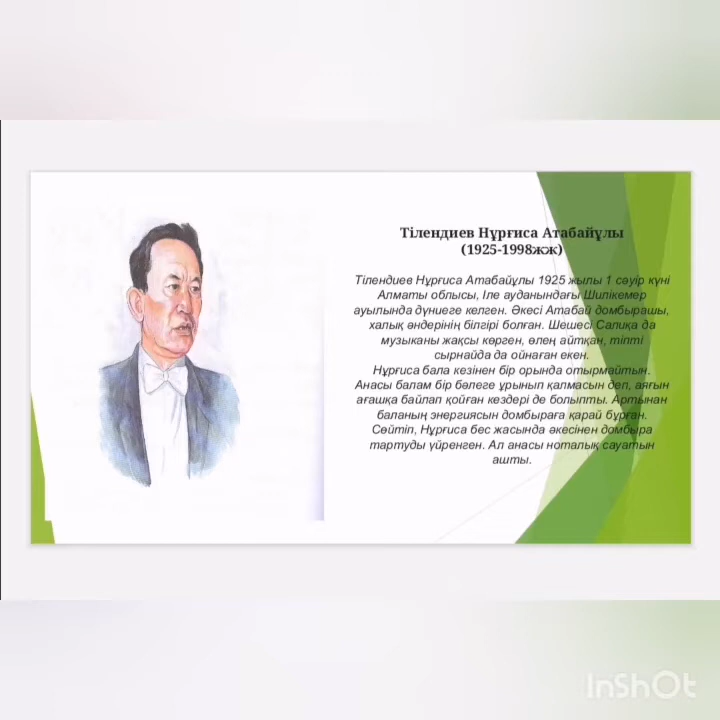 Тілендиев Нұрғиса Атабайұлы
(1925-1998жж)
Тілендиев Нұрғиса Атабайұлы 1925 жылы 1 сәуір күні
Алматы облысы, Іле ауданындағы Шилікемер
ауылында дүниеге келген. Әкесі Атабай домбырашы,
халық әндерінің білгірі болған. Шешесі Салиқа да
музыканы жақсы көрген, өлең айтқан, тіпті
сырнайда да ойнаған екен.
Нұрғиса бала кезінен бір орында отырмайтын.
Анасы балам бір бәлеге ұрынып қалмасын деп, аяғын
ағашқа байлап қойған кездері де болыпты. Артынан
баланың энергиясын домбыраға қарай бұрған.
Сөйтіп, Нұрғиса бес жасында әкесінен домбыра
тартуды үйренген. Ал анасы ноталық сауатын
ашты.
InShOt